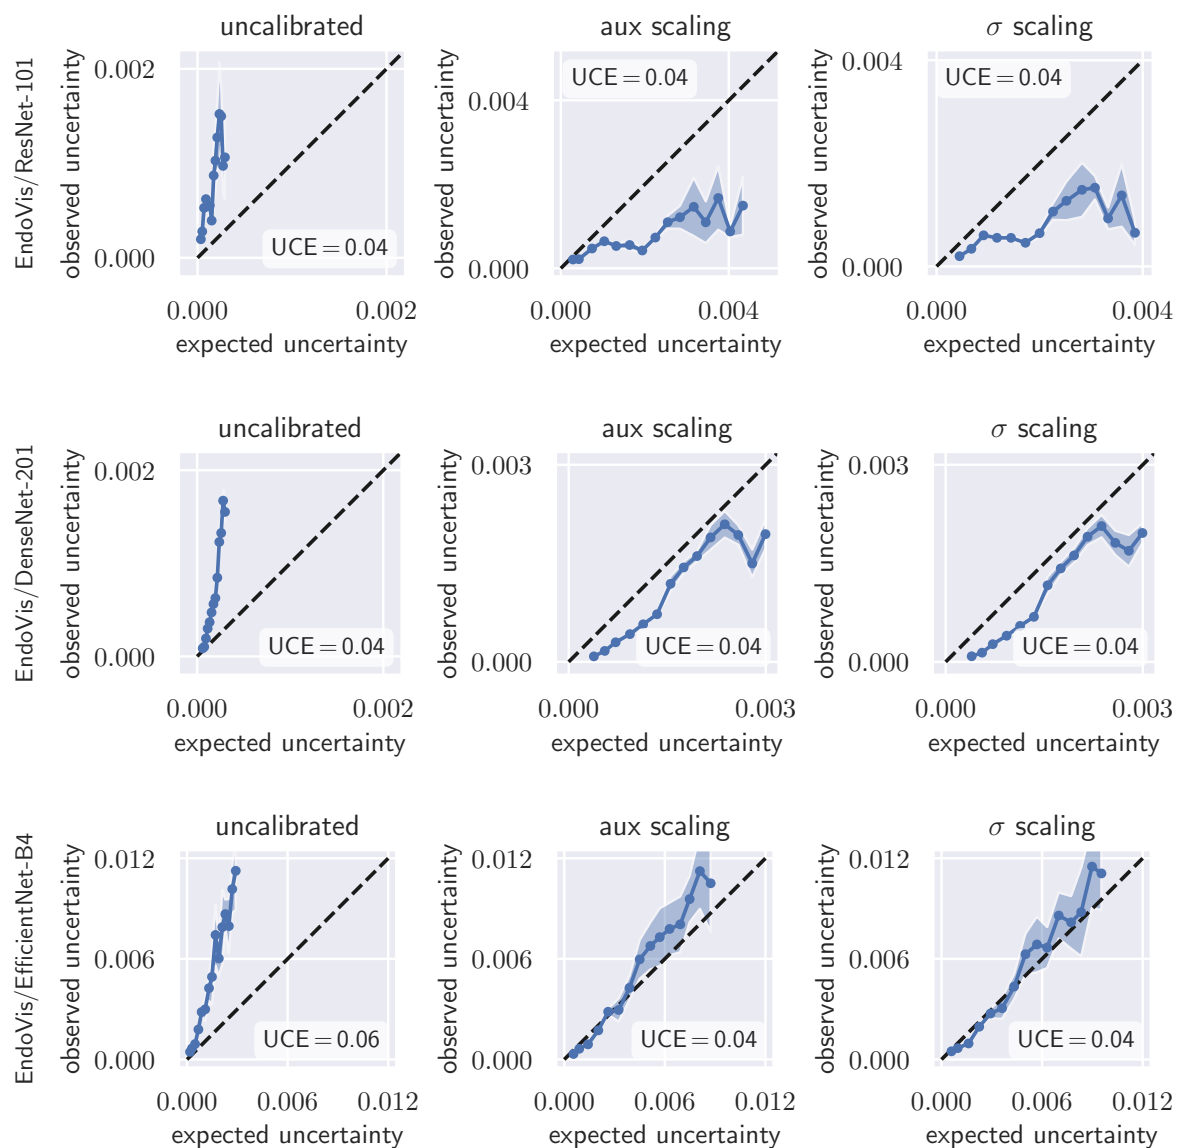 uncalibrated
aux scaling
σ scaling
EndoVis/ResNet-101
observed uncertainty
0.002
0.000
UCE = 0.04
0.000
0.002
expected uncertainty
observed uncertainty
0.004
0.000
UCE = 0.04
0.000
0.004
expected uncertainty
observed uncertainty
0.004
0.000
UCE = 0.04
0.000
0.004
expected uncertainty
uncalibrated
aux scaling
σ scaling
EndoVis/DenseNet-201
observed uncertainty
0.002
0.000
UCE = 0.04
0.000
0.002
expected uncertainty
observed uncertainty
0.003
0.000
UCE = 0.04
0.000
0.003
expected uncertainty
observed uncertainty
0.003
0.000
UCE = 0.04
0.000
0.003
expected uncertainty
uncalibrated
aux scaling
σ scaling
EndoVis/EfficientNet-B4
observed uncertainty
0.012
0.006
0.000
UCE = 0.06
0.000
0.006
0.012
expected uncertainty
observed uncertainty
0.012
0.006
0.000
UCE = 0.04
0.000
0.006
0.012
expected uncertainty
observed uncertainty
0.012
0.006
0.000
UCE = 0.04
0.000
0.006
0.012
expected uncertainty